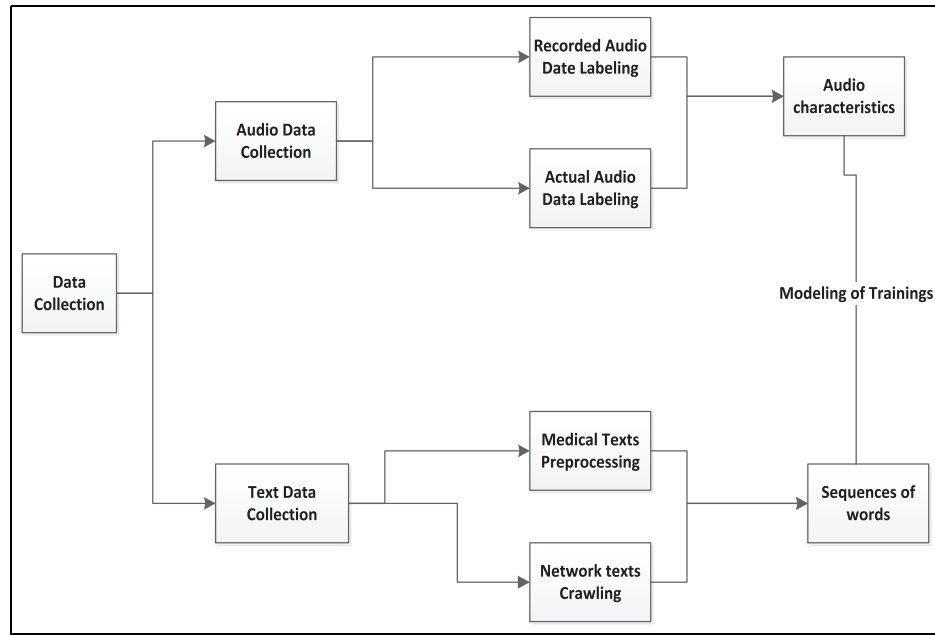 Recorded Audio
Date Labeling
Audio
characteristics
Audio Data
Collection
Actual Audio
Data Labeling
Data
Collection
Modeling of Trainings
Medical Texts
Preprocessing
Text Data
Collection
Sequences of
words
Network texts
Crawling